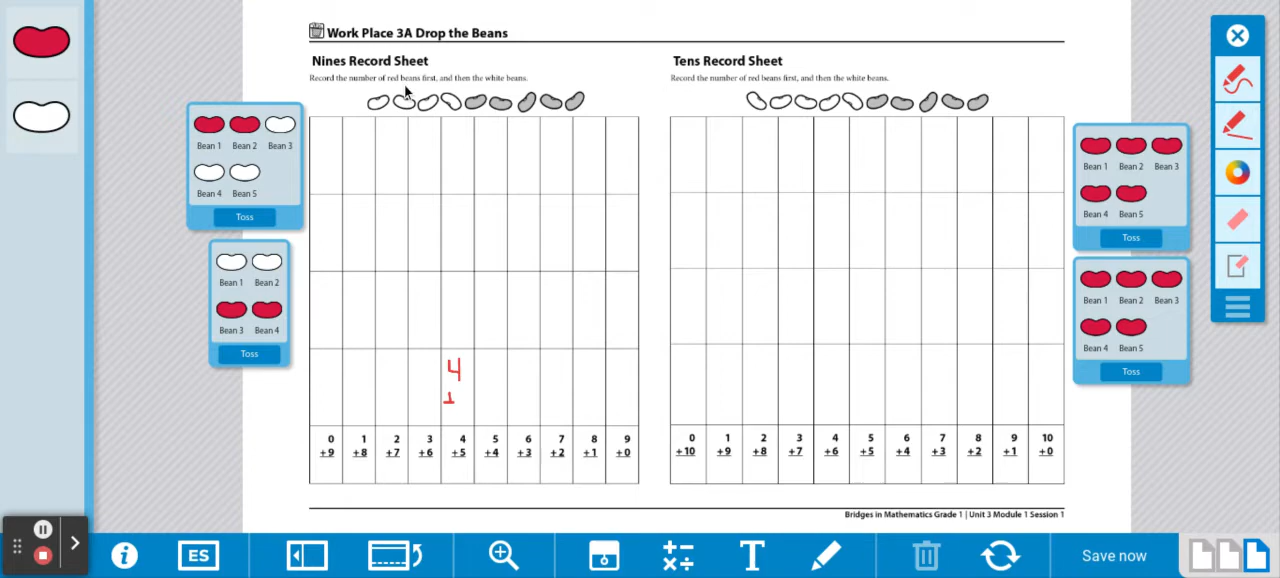 Work Place 3A Drop the Beans
Nines Record Sheet
Record the number of red beans first, and then the white beans.
Tens Record Sheet
Record the number of red beans first, and then the white beans.
Bean 1 Bean 2 Bean 3
Bean 4 Bean 5
Toss
Bean 1 Bean 2
Bean 3 Bean 4
Toss
4
1
0 1 2 3 4 5 6 7 8 9
+9 +8 +7 +6 +5 +4 +3 +2 +1 +0
0 1 2 3 4 5 6 7 8 9 10
+10 +9 +8 +7 +6 +5 +4 +3 +2 +1 +0
Bean 1 Bean 2 Bean 3
Bean 4 Bean 5
Toss
Bean 1 Bean 2 Bean 3
Bean 4 Bean 5
Toss
Bridges in Mathematics Grade 1 | Unit 3 Module 1 Session 1
ES
T
Save now